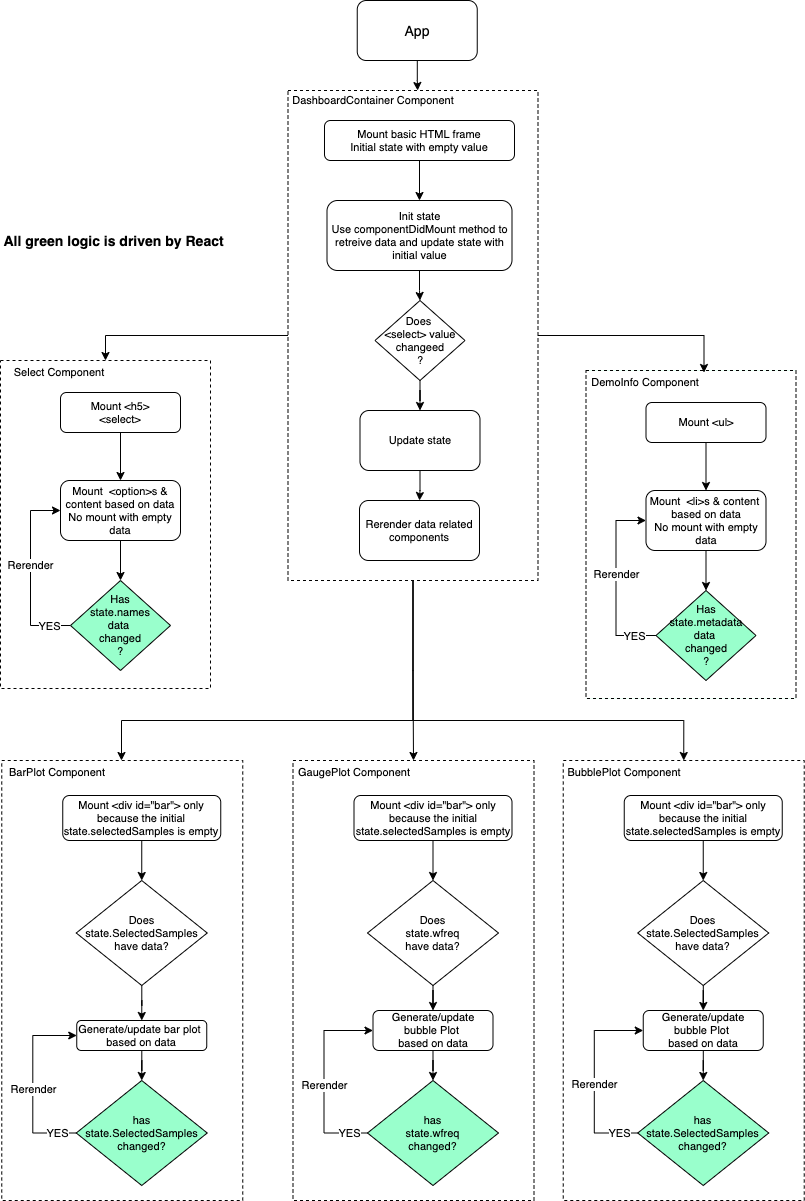 App
DashboardContainer Component
Mount basic HTML frame
Initial state with empty value
Init state
Use componentDidMount method to
retreive data and update state with
initial value
All green logic is driven by React
Does
<select> value
changeed
?
Update state
Rerender data related
components
Select Component
Mount <h5>
<select>
Mount <option>s &
content based on data
No mount with empty
data
Rerender
Has
state.names
data
changed
?
YES
DemoInfo Component
Mount <ul>
Mount <li>s & content
based on data
No mount with empty
data
Rerender
Has
state.metadata
data
changed
?
YES
BarPlot Component
Mount <div id="bar"> only
because the initial
state.selectedSamples is empty
Does
state.SelectedSamples
have data?
Generate/update bar plot
based on data
Rerender
has
state.SelectedSamples
changed?
YES
GaugePlot Component
Mount <div id="bar"> only
because the initial
state.selectedSamples is empty
Does
state.wfreq
have data?
Generate/update
bubble Plot
based on data
Rerender
has
state.wfreq
changed?
YES
BubblePlot Component
Mount <div id="bar"> only
because the initial
state.selectedSamples is empty
Does
state.SelectedSamples
have data?
Generate/update
bubble Plot
based on data
Rerender
has
state.SelectedSamples
changed?
YES